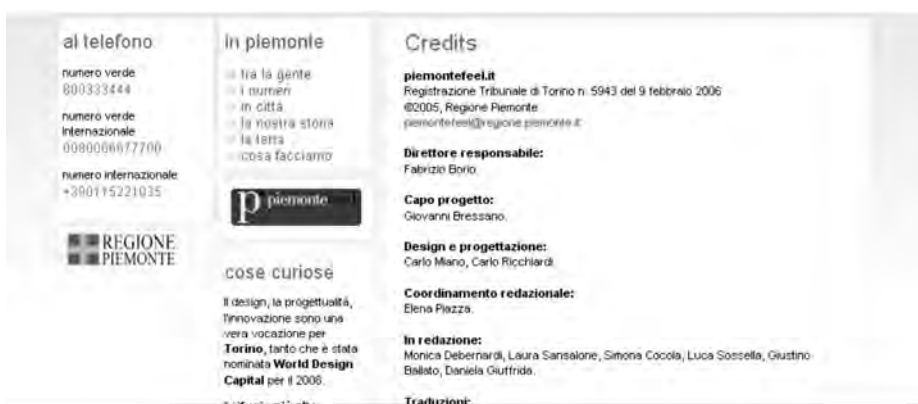 al telefono
numero verde
800333444
numero verde
internazionale
numero internazionale
+390115221035
REGIONE
PIEMONTE
in piemonte
tra la gente
i numeri
in città
la nostra storia
la terra
cosa facciamo
p piemonte
cose curiose
Il design, la progettualità,
l'innovazione sono una
vera vocazione per
Torino, tanto che è stata
nominata World Design
Capital per il 2008.
Credits
piemontefeel.it
Registrazione Tribunale di Torino n. 5943 del 9 febbraio 2006
©2005, Regione Piemonte
piemontefeel@regione.piemonte.it
Direttore responsabile:
Fabrizio Borio.
Capo progetto:
Giovanni Bressano.
Design e progettazione:
Carlo Miano, Carlo Ricchiardi.
Coordinamento redazionale:
Elena Piazza.
In redazione:
Monica Debernardi, Laura Sansalone, Simona Cocola, Luca Sossella, Giustino
Ballato, Daniela Giuffrida.
Traduzioni: